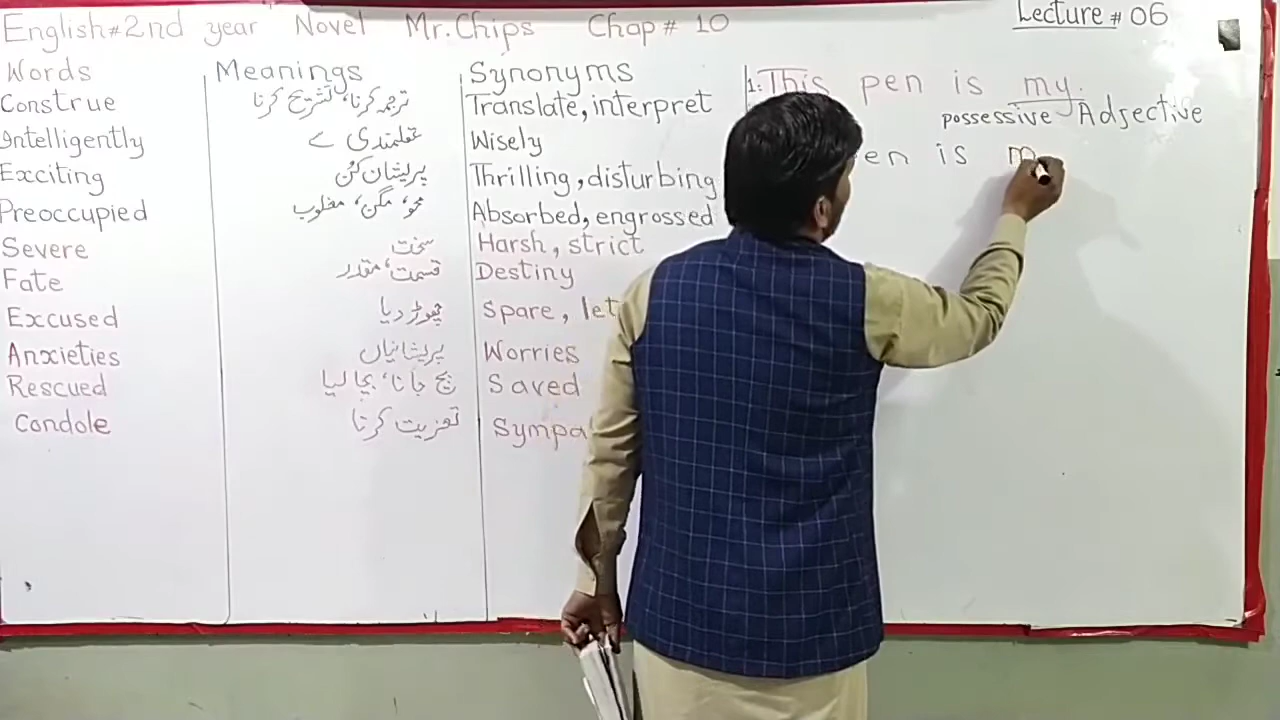 English#2nd year Novel Mr.Chips Chap# 10
Lecture # 06
Words Meanings Synonyms
Construe ترجمہ کرنا، تشریح کرنا Translate, interpret
Intelligently عقلمندی سے Wisely
Exciting پریشان کن Thrilling, disturbing
Preoccupied محو، مگن، مغلوب Absorbed, engrossed
Severe سخت Harsh, strict
Fate قسمت، مقدر Destiny
Excused چھوڑ دیا Spare, let
Anxieties پریشانیاں Worries
Rescued بچ جانا، بچا لیا Saved
Condole تعزیت کرنا
1: This pen is my.
possessive Adjective
is